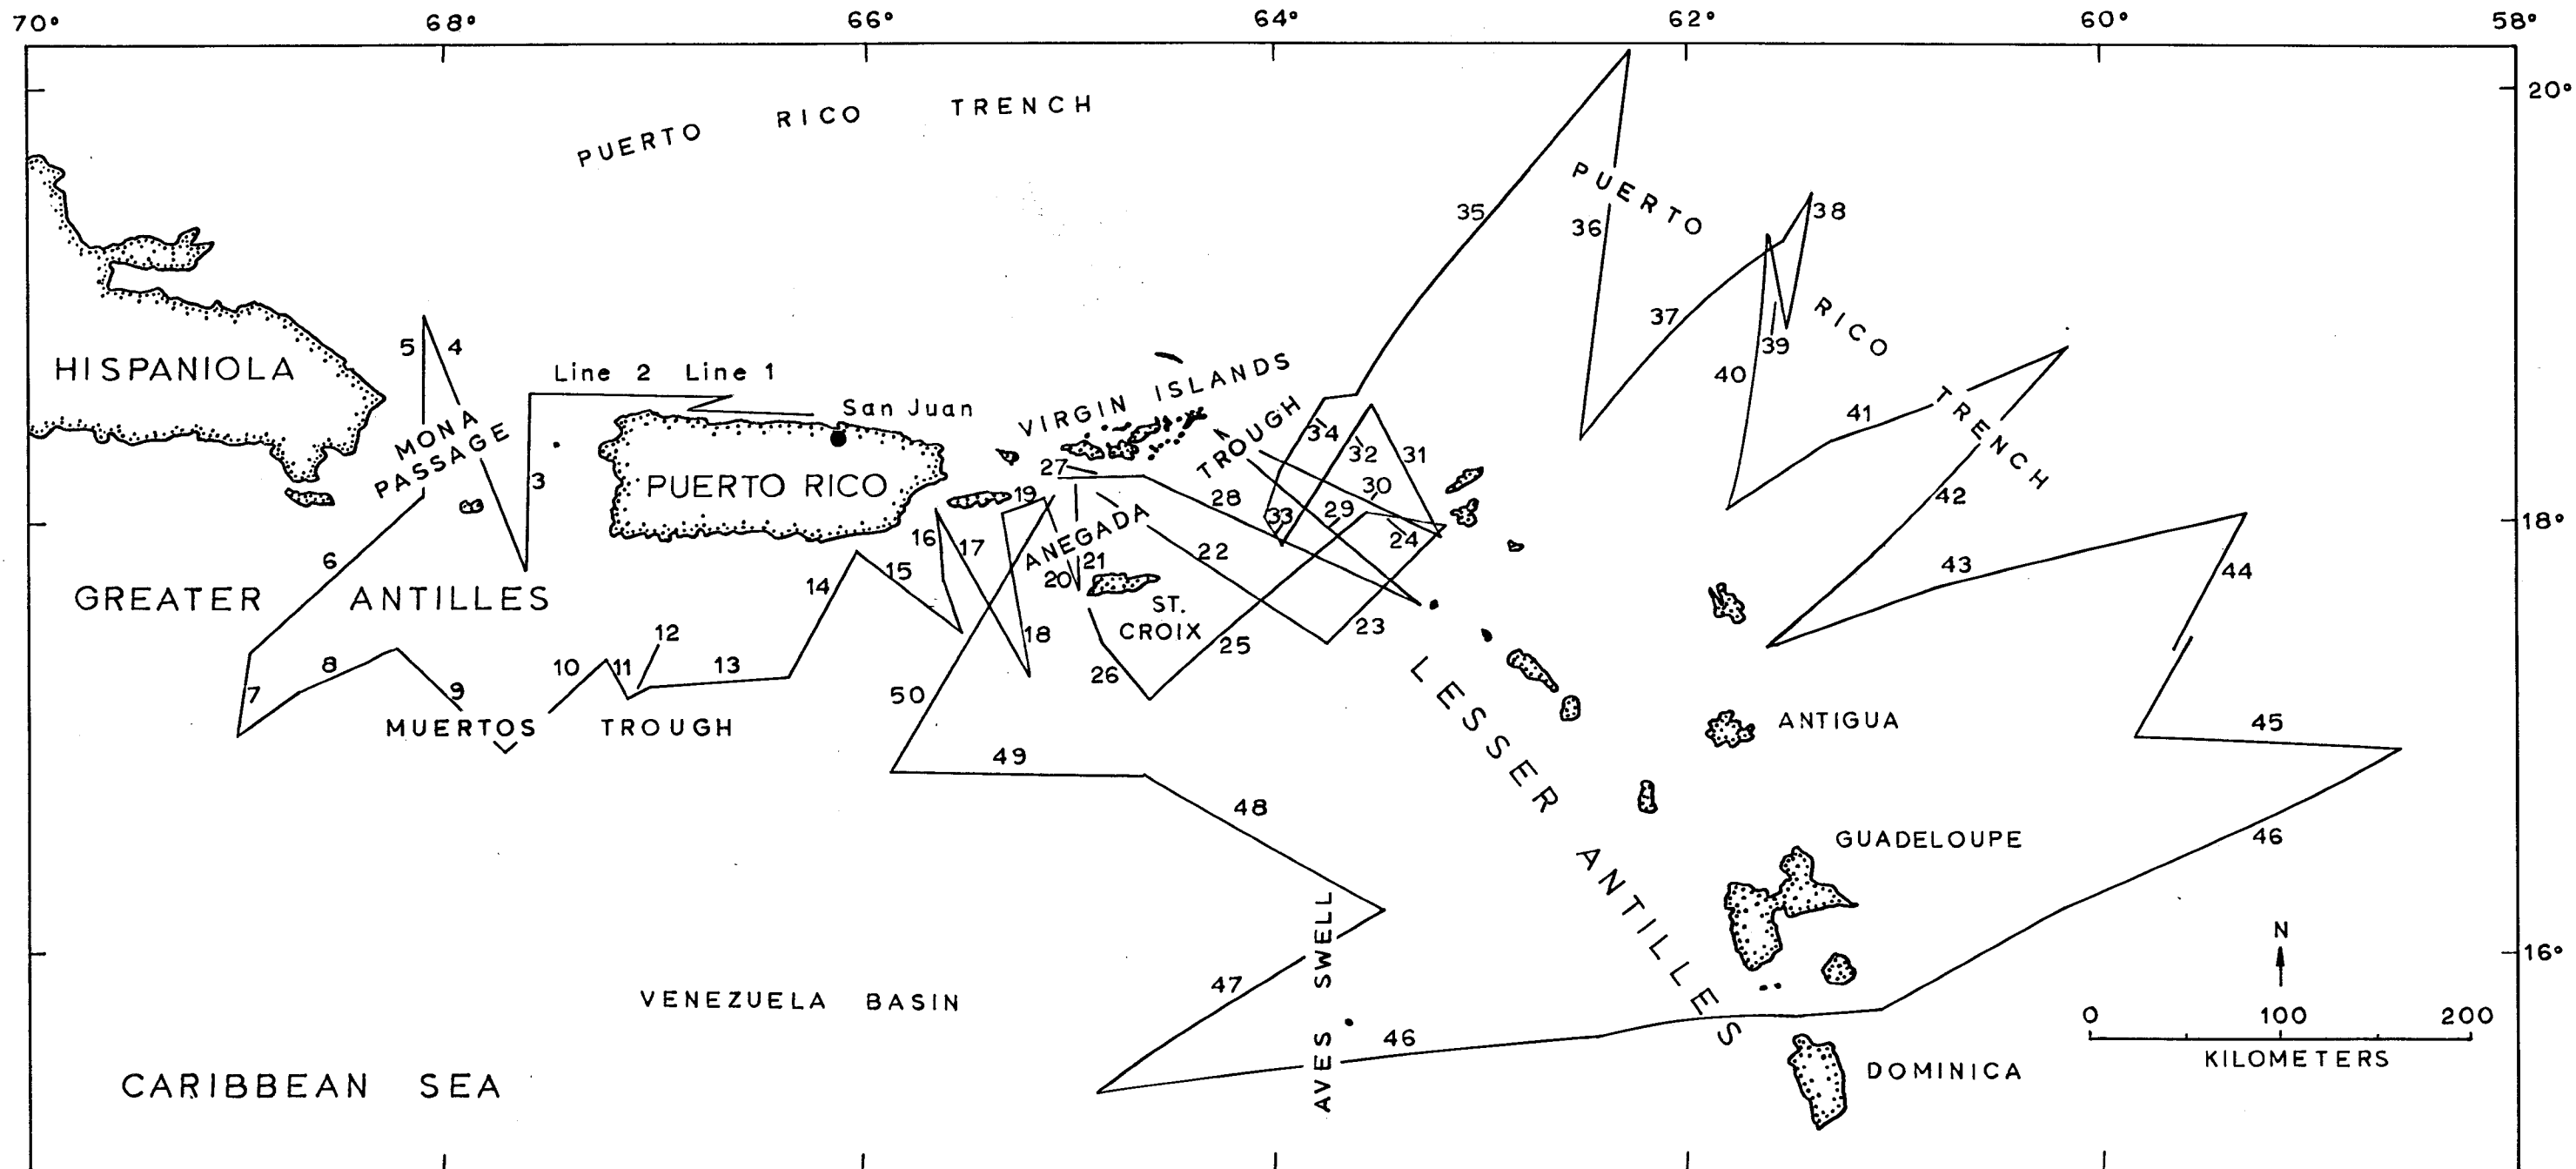 70° 68° 66° 64° 62° 60° 58°
20°
PUERTO RICO TRENCH
PUERTO
RICO
TRENCH
35
36
38
37
39
40
41
42
43
44
45
46
HISPANIOLA
5 4
MONA
PASSAGE
3
Line 2 Line 1
San Juan
PUERTO RICO
VIRGIN ISLANDS
TROUGH
ANEGADA
27
19
28
34
32
31
30
29
33
24
18°
16
17
20
21
22
ST.
CROIX
18
25
23
26
6
GREATER ANTILLES
14
15
7
8
9
10
11
12
13
MUERTOS TROUGH
50
49
48
LESSER ANTILLES
ANTIGUA
GUADELOUPE
N
16°
AVES SWELL
47
46
VENEZUELA BASIN
CARIBBEAN SEA
DOMINICA
0 100 200
KILOMETERS